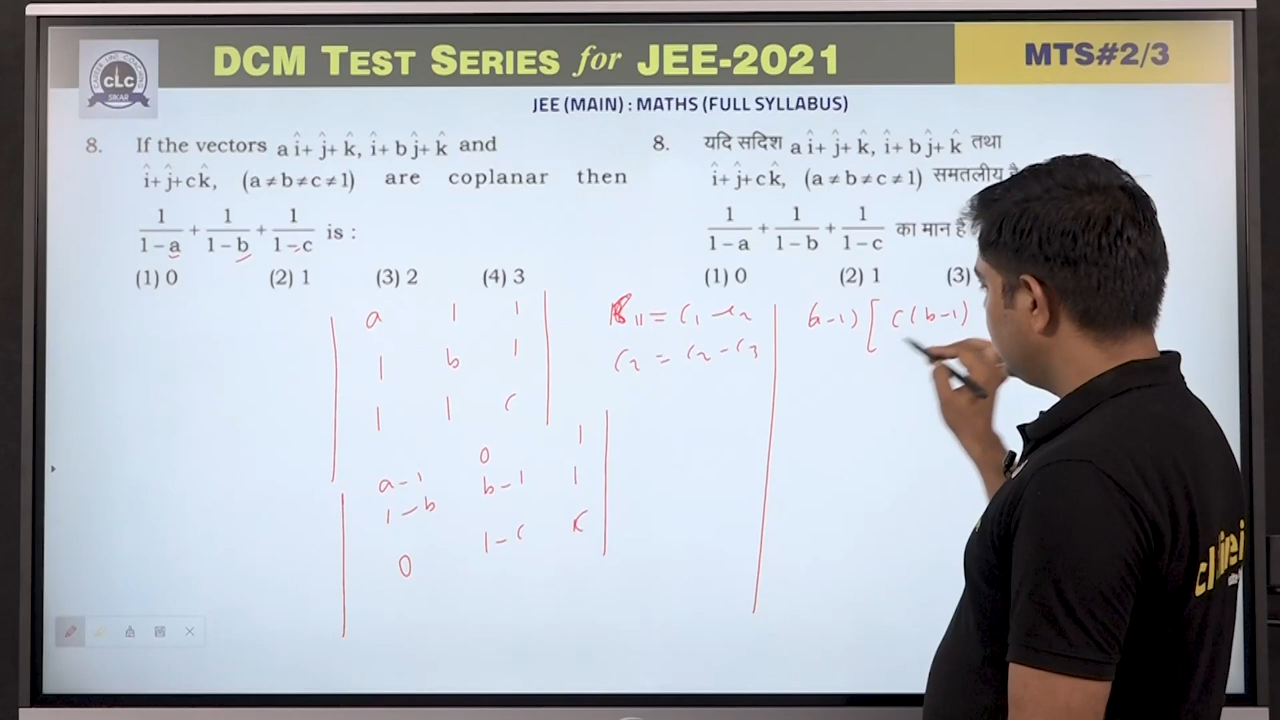 DCM TEST SERIES for JEE-2021
MTS#2/3
CLC
SIKAR
JEE (MAIN) : MATHS (FULL SYLLABUS)
8. If the vectors a î+ ĵ+ k̂, î+ b ĵ+ k̂ and
î+ ĵ+ ck̂, (a≠b≠c≠1) are coplanar then
1/(1−a) + 1/(1−b) + 1/(1−c) is :
(1) 0 (2) 1 (3) 2 (4) 3
8. यदि सदिश a î+ ĵ+ k̂, î+ b ĵ+ k̂ तथा
î+ ĵ+ ck̂, (a≠b≠c≠1) समतलीय
1/(1−a) + 1/(1−b) + 1/(1−c) का मान है
(1) 0 (2) 1 (3)
a 1 1
1 b 1
1 1 c
= C1 - C2
C2 = C2 - C3
a-1 0 1
1-b b-1 1
0 1-c c
(a-1) [ c(b-1)